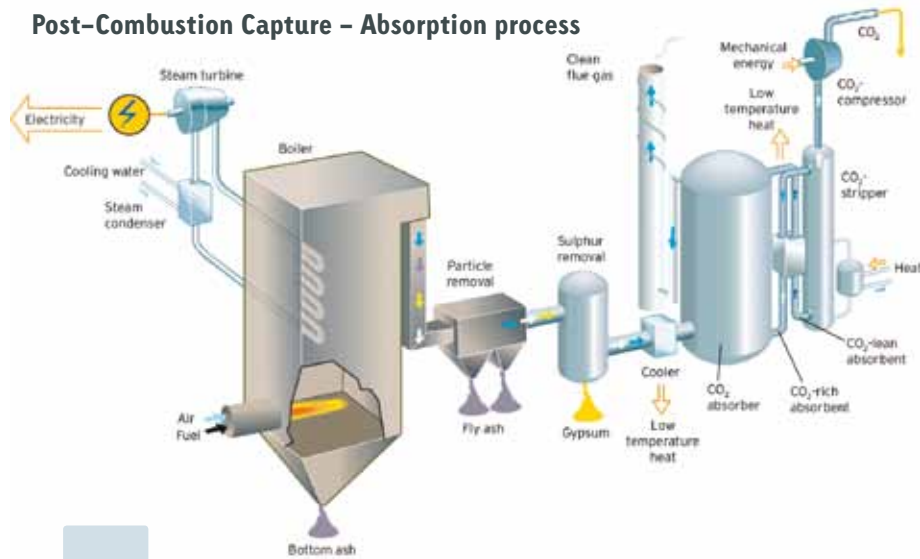 Post–Combustion Capture – Absorption process
Steam turbine
Electricity
Cooling water
Steam
condenser
Boiler
Air
Fuel
Bottom ash
Particle
removal
Fly ash
Sulphur
removal
Gypsum
Clean
flue gas
Cooler
Low
temperature
heat
CO₂
absorber
Mechanical
energy
Low
temperature
heat
CO₂
CO₂-
compressor
CO₂-
stripper
Heat
CO₂-lean
absorbent
CO₂-rich
absorbent